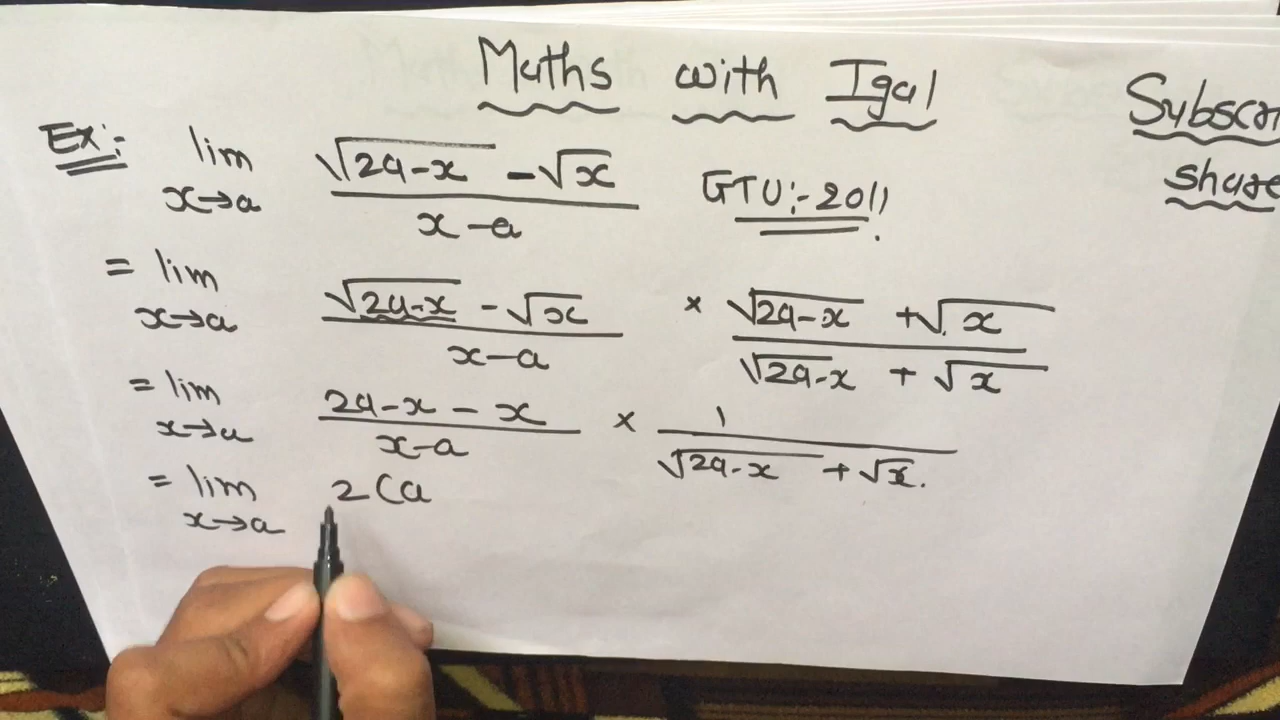 Maths with Igal
Subscr
share
Ex:- lim x→a (√(2a-x) - √x)/(x-a) GTU:-2011.
= lim x→a (√(2a-x) - √x)/(x-a) × (√(2a-x) + √x)/(√(2a-x) + √x)
= lim x→a (2a-x-x)/(x-a) × 1/(√(2a-x) + √x).
= lim x→a 2(a